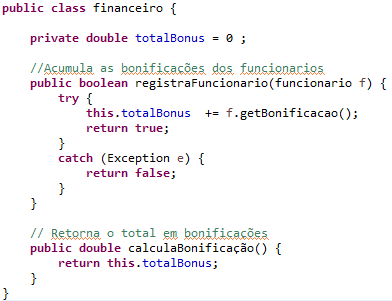 public class financeiro {
private double totalBonus = 0 ;
//Acumula as bonificações dos funcionarios
public boolean registraFuncionario(funcionario f) {
try {
this.totalBonus  += f.getBonificacao();
return true;
}
catch (Exception e) {
return false;
}
}
// Retorna o total em bonificações
public double calculaBonificação() {
return this.totalBonus;
}
}